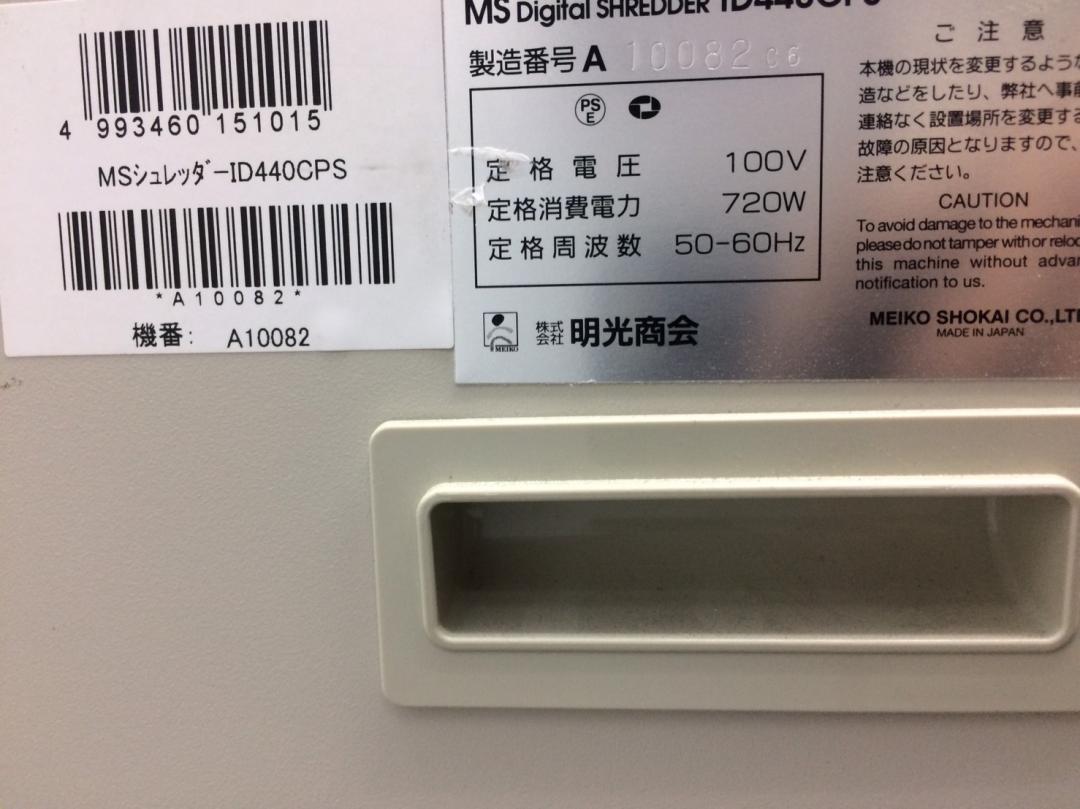 4 993460 151015
MSシュレッダｰID440CPS
*A10082*
機番: A10082
MS Digital SHREDDER ID440CPS
製造番号 A 10082 C6
PS
E
定格電圧 100V
定格消費電力 720W
定格周波数 50-60Hz
MEIKO
株式会社 明光商会
ご注意
本機の現状を変更するような
造などをしたり、弊社へ事前
連絡なく設置場所を変更する
故障の原因となりますので、
注意ください。
CAUTION
To avoid damage to the mechani
please do not tamper with or reloc
this machine without advan
notification to us.
MEIKO SHOKAI CO.,LTD
MADE IN JAPAN